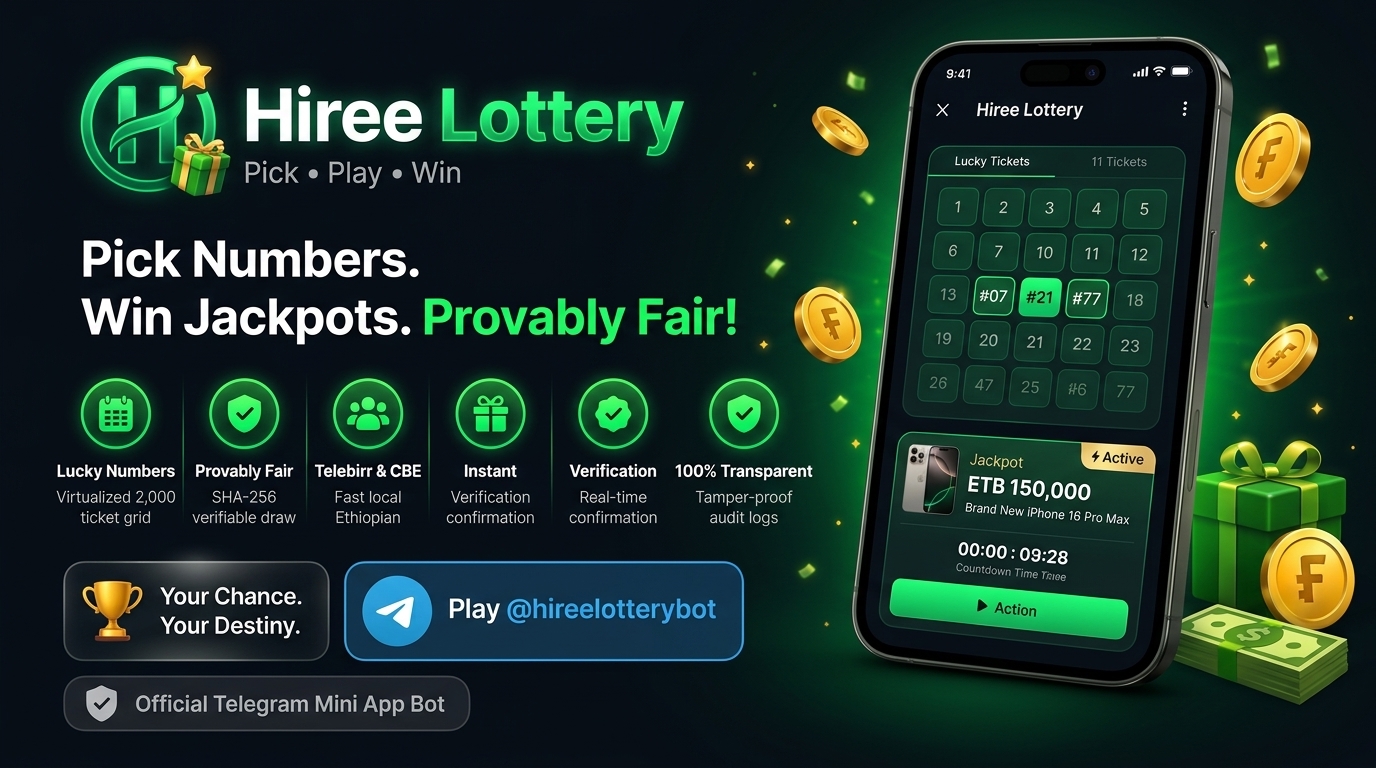 Hiree Lottery
Pick • Play • Win
Pick Numbers.
Win Jackpots. Provably Fair!
Lucky Numbers
Virtualized 2,000
ticket grid
Provably Fair
SHA-256
verifiable draw
Telebirr & CBE
Fast local
Ethiopian
Instant
Verification
confirmation
Verification
Real-time
confirmation
100% Transparent
Tamper-proof
audit logs
Your Chance.
Your Destiny.
Play @hireelotterybot
Official Telegram Mini App Bot
9:41
Hiree Lottery
Lucky Tickets 11 Tickets
1 2 3 4 5
6 7 10 11 12
13 #07 #21 #77 18
19 20 21 22 23
26 47 25 #6 77
Jackpot
Active
ETB 150,000
Brand New iPhone 16 Pro Max
00:00 : 09:28
Countdown Time
Action